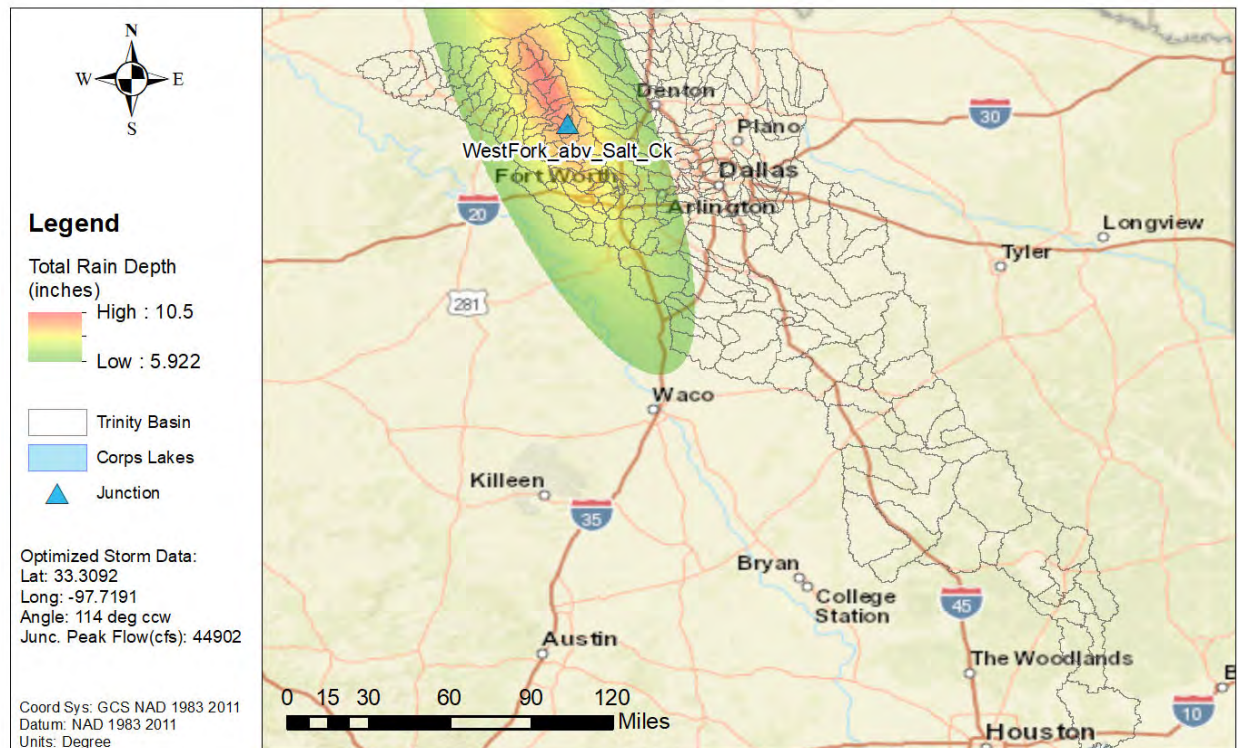 N
W E
S
Legend
Total Rain Depth
(inches)
High : 10.5
Low : 5.922
Trinity Basin
Corps Lakes
Junction
Optimized Storm Data:
Lat: 33.3092
Long: -97.7191
Angle: 114 deg ccw
Junc. Peak Flow(cfs): 44902
Coord Sys: GCS NAD 1983 2011
Datum: NAD 1983 2011
Units: Degree
Denton
30
Plano
WestFork_abv_Salt_Ck
Fort Worth
Dallas
20
Arlington
Longview
Tyler
281
Waco
Killeen
35
Bryan
College
Station
45
Austin
The Woodlands
B
10
Houston
0 15 30 60 90 120
Miles